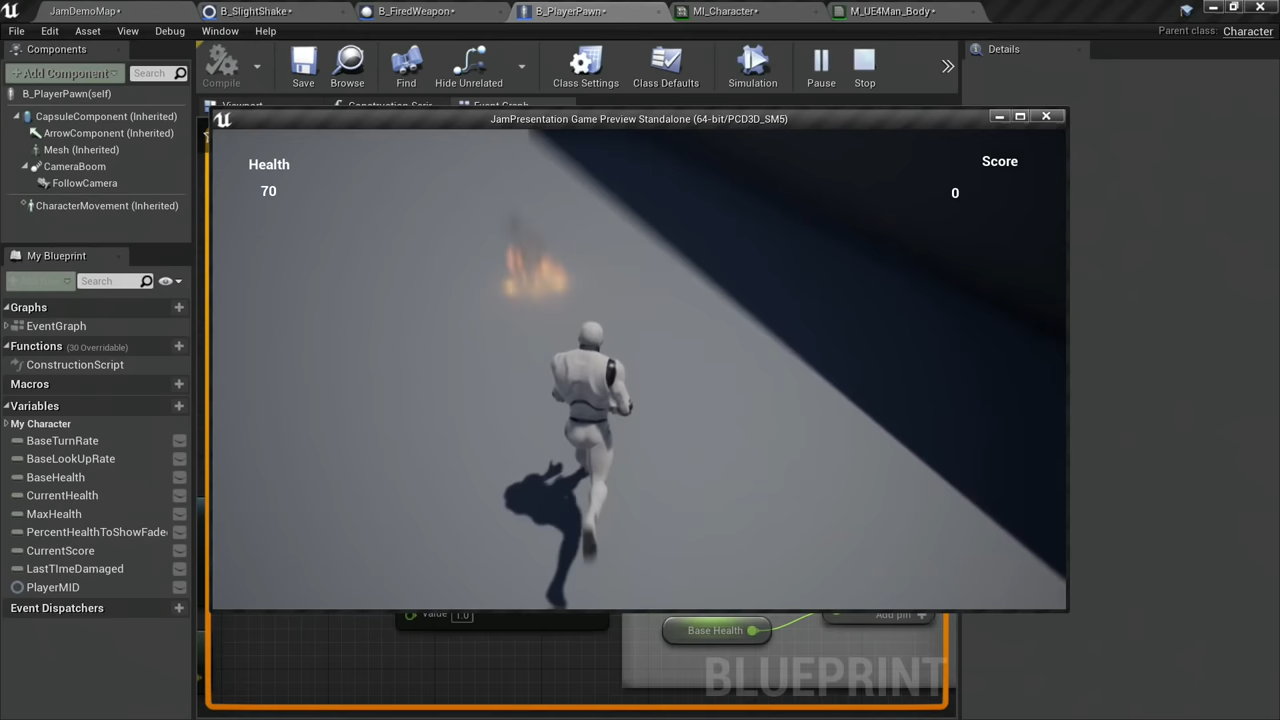 JamDemoMap*
B_SlightShake*
B_FiredWeapon*
B_PlayerPawn*
MI_Character*
M_UE4Man_Body*
File Edit Asset View Debug Window Help
Parent class: Character
Components
+Add Component
Search
B_PlayerPawn(self)
CapsuleComponent (Inherited)
ArrowComponent (Inherited)
Mesh (Inherited)
CameraBoom
FollowCamera
CharacterMovement (Inherited)
Compile
Save
Browse
Find
Hide Unrelated
Class Settings
Class Defaults
Simulation
Pause
Stop
Details
JamPresentation Game Preview Standalone (64-bit/PCD3D_SM5)
Health
70
Score
0
My Blueprint
Search
Graphs
EventGraph
Functions (30 Overridable)
ConstructionScript
Macros
Variables
My Character
BaseTurnRate
BaseLookUpRate
BaseHealth
CurrentHealth
MaxHealth
PercentHealthToShowFade
CurrentScore
LastTImeDamaged
PlayerMID
Event Dispatchers
Value 1.0
Base Health
Add pin
BLUEPRINT